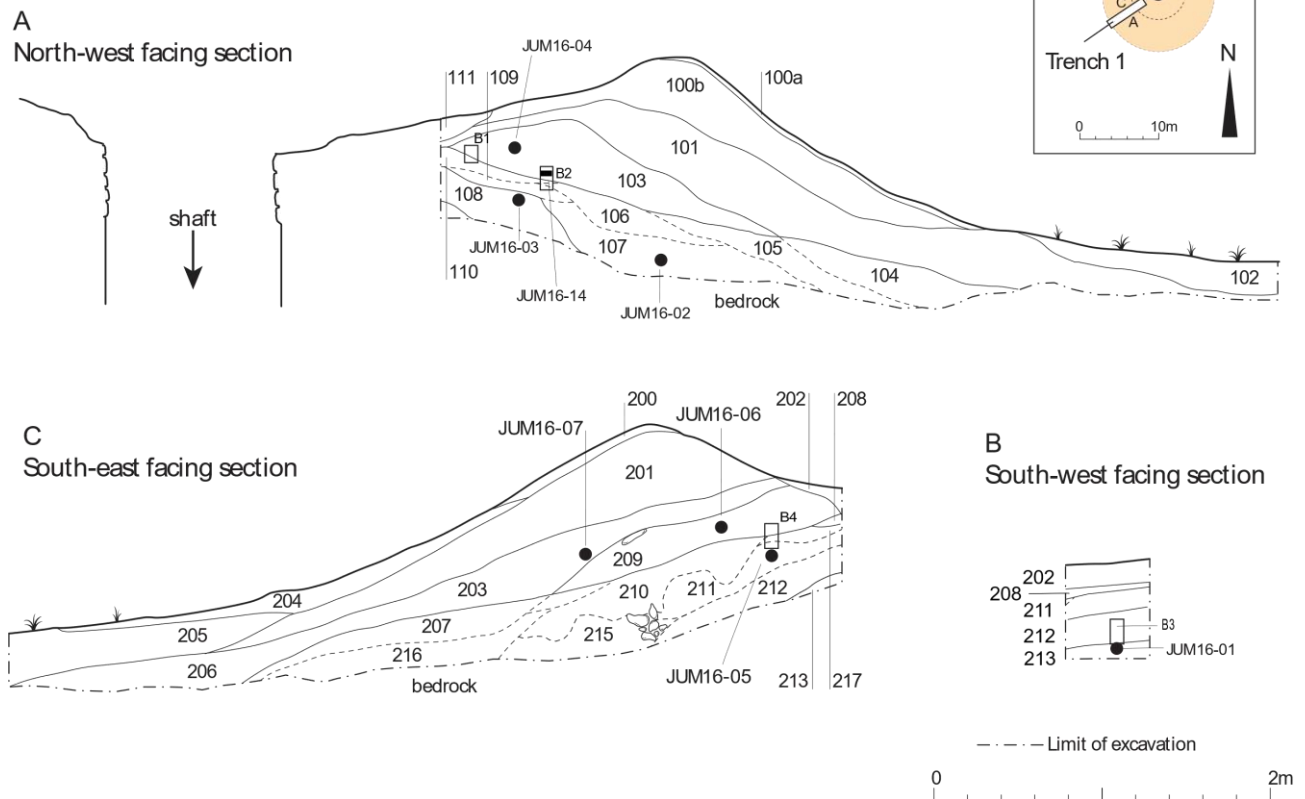 A
North-west facing section
JUM16-04
111
109
100b
100a
B1
101
B2
103
108
106
shaft
107
105
JUM16-03
104
110
102
JUM16-14
JUM16-02
bedrock
C
A
Trench 1
N
0
10m
C
South-east facing section
200
202
208
JUM16-07
JUM16-06
201
B4
209
203
210
211
212
204
207
215
205
216
206
JUM16-05
213
217
bedrock
B
South-west facing section
202
208
211
B3
212
JUM16-01
213
Limit of excavation
0
2m